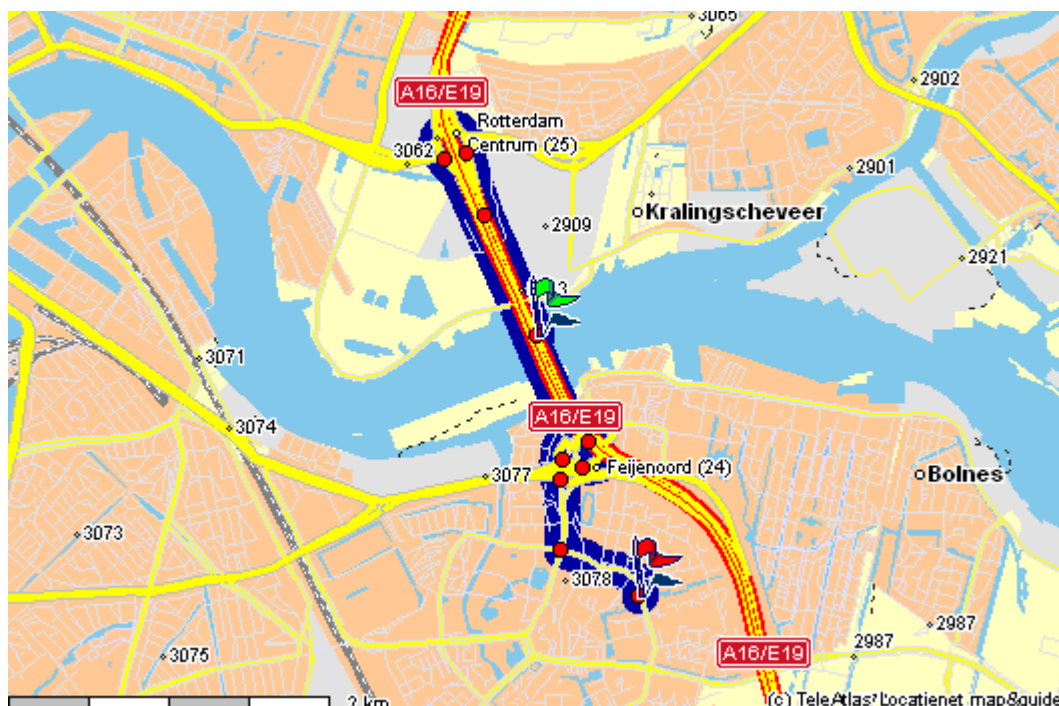 3065
2902
A16/E19
Rotterdam
Centrum (25)
3062
2901
Kralingscheveer
2909
2921
3071
A16/E19
3074
Feijenoord (24)
3077
Bolnes
3073
3078
2987
A16/E19
2987
3075
2 km
(c) TeleAtlas/Locatienet map&guide